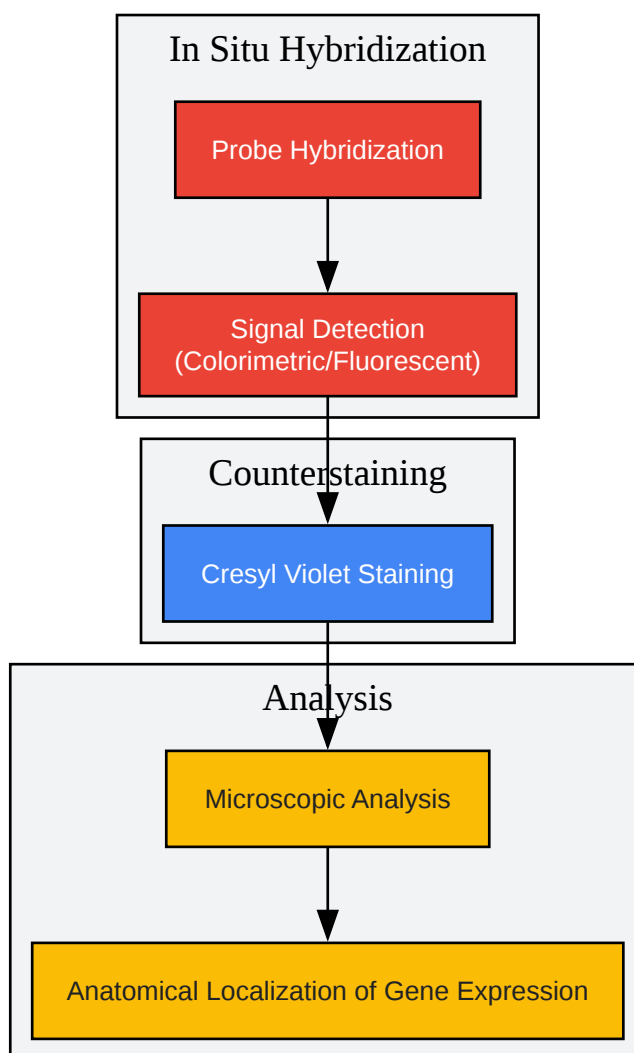 In Situ Hybridization
Probe Hybridization
Signal Detection
(Colorimetric/Fluorescent)
Counterstaining
Cresyl Violet Staining
Analysis
Microscopic Analysis
Anatomical Localization of Gene Expression